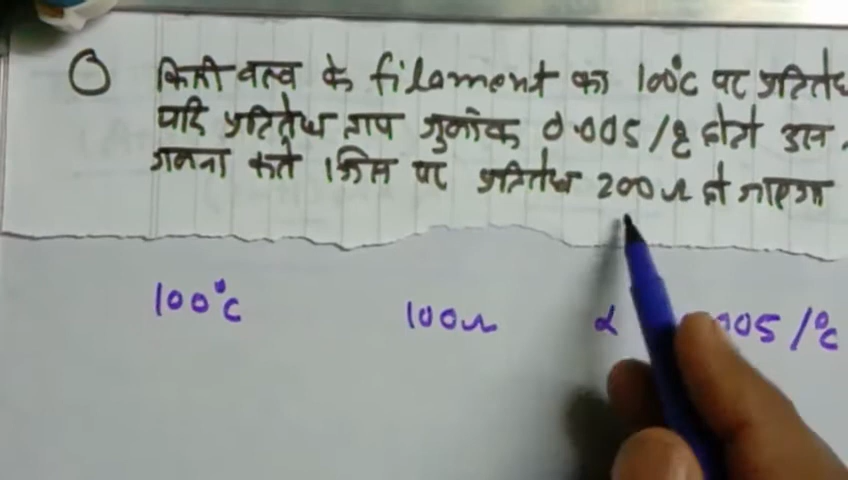 किसी बल्व के filament का 100°C पर प्रतिरोध
यदि प्रतिरोध ताप गुणांक 0.005/°C हो तो उस
गणना करो जिस पर प्रतिरोध 200Ω हो जाएगा
100°C 100Ω α 005/°C